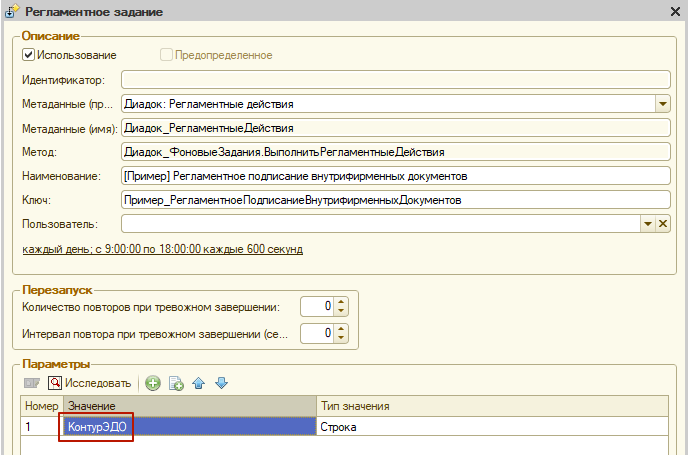 Регламентное задание
Описание
Использование Предопределенное
Идентификатор:
Метаданные (пр... Диадок: Регламентные действия
Метаданные (имя): Диадок_РегламентныеДействия
Метод: Диадок_ФоновыеЗадания.ВыполнитьРегламентныеДействия
Наименование: [Пример] Регламентное подписание внутрифирменных документов
Ключ: Пример_РегламентноеПодписаниеВнутрифирменныхДокументов
Пользователь:
каждый день; с 9:00:00 по 18:00:00 каждые 600 секунд
Перезапуск
Количество повторов при тревожном завершении: 0
Интервал повтора при тревожном завершении (се... 0
Параметры
Исследовать
Номер Значение Тип значения
1 КонтурЭДО Строка